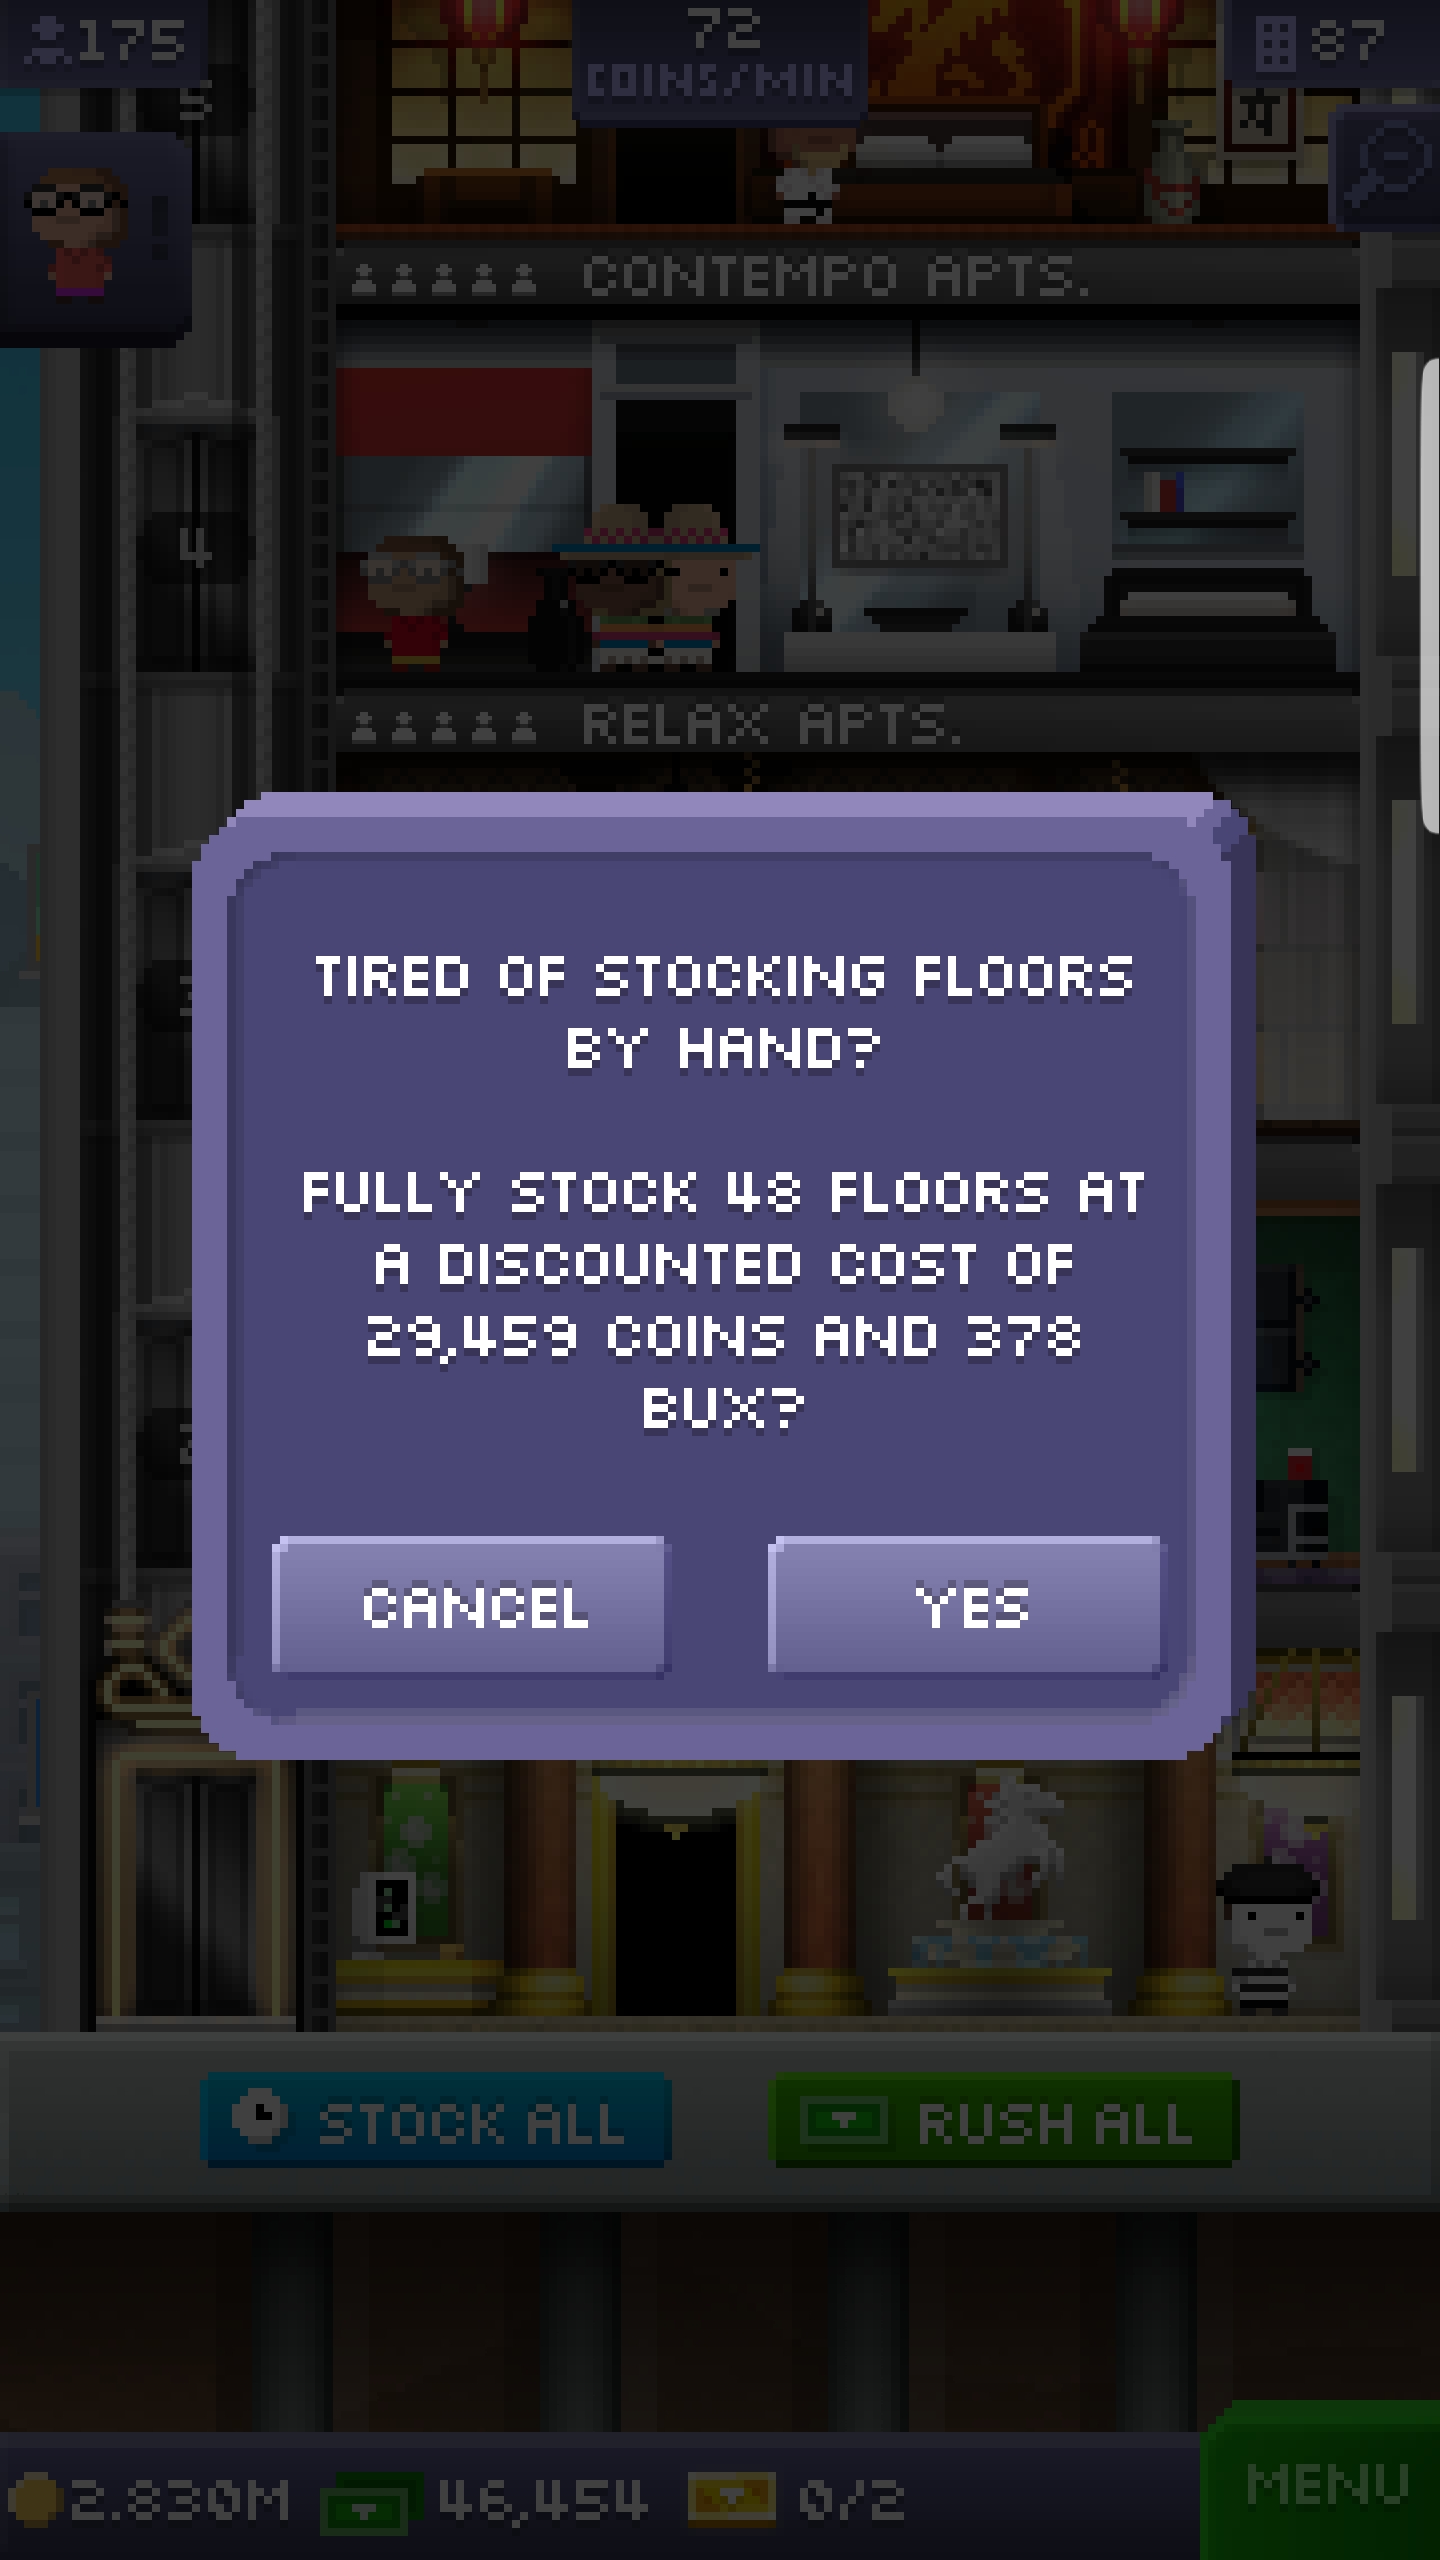 175
72
COINS/MIN
87
5
CONTEMPO APTS.
4
RELAX APTS.
TIRED OF STOCKING FLOORS
BY HAND?
FULLY STOCK 48 FLOORS AT
A DISCOUNTED COST OF
29,459 COINS AND 378
BUX?
CANCEL
YES
STOCK ALL
RUSH ALL
2.830M
46,454
0/2
MENU